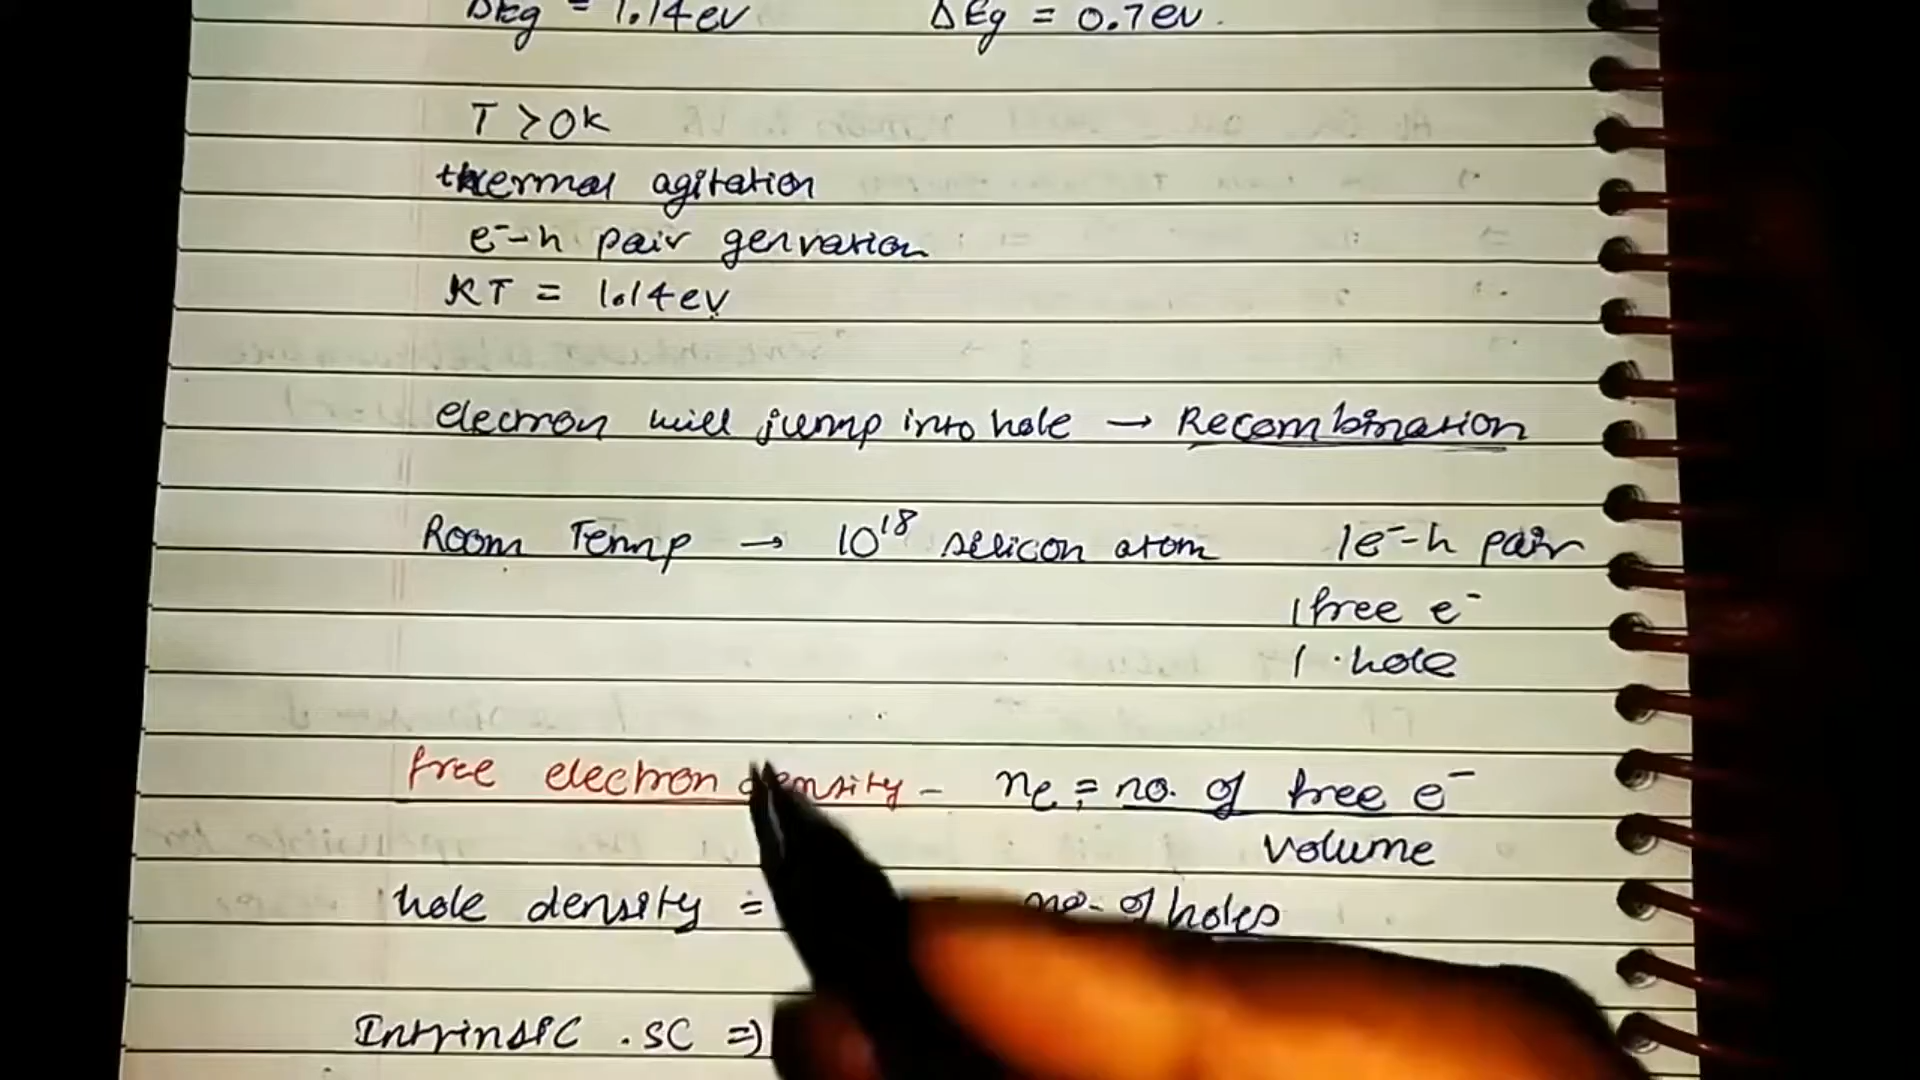 ΔEg = 1.14ev ΔEg = 0.7ev.
T > 0k
thermal agitation
e⁻-h pair genration
KT = 1.14ev
electron will jump into hole → Recombination
Room Temp → 10¹⁸ silicon atom 1e⁻-h pair
1 free e⁻
1 hole
free electron density - ne = no. of free e⁻
volume
hole density = no. of holes
Intrinsic . SC ⇒